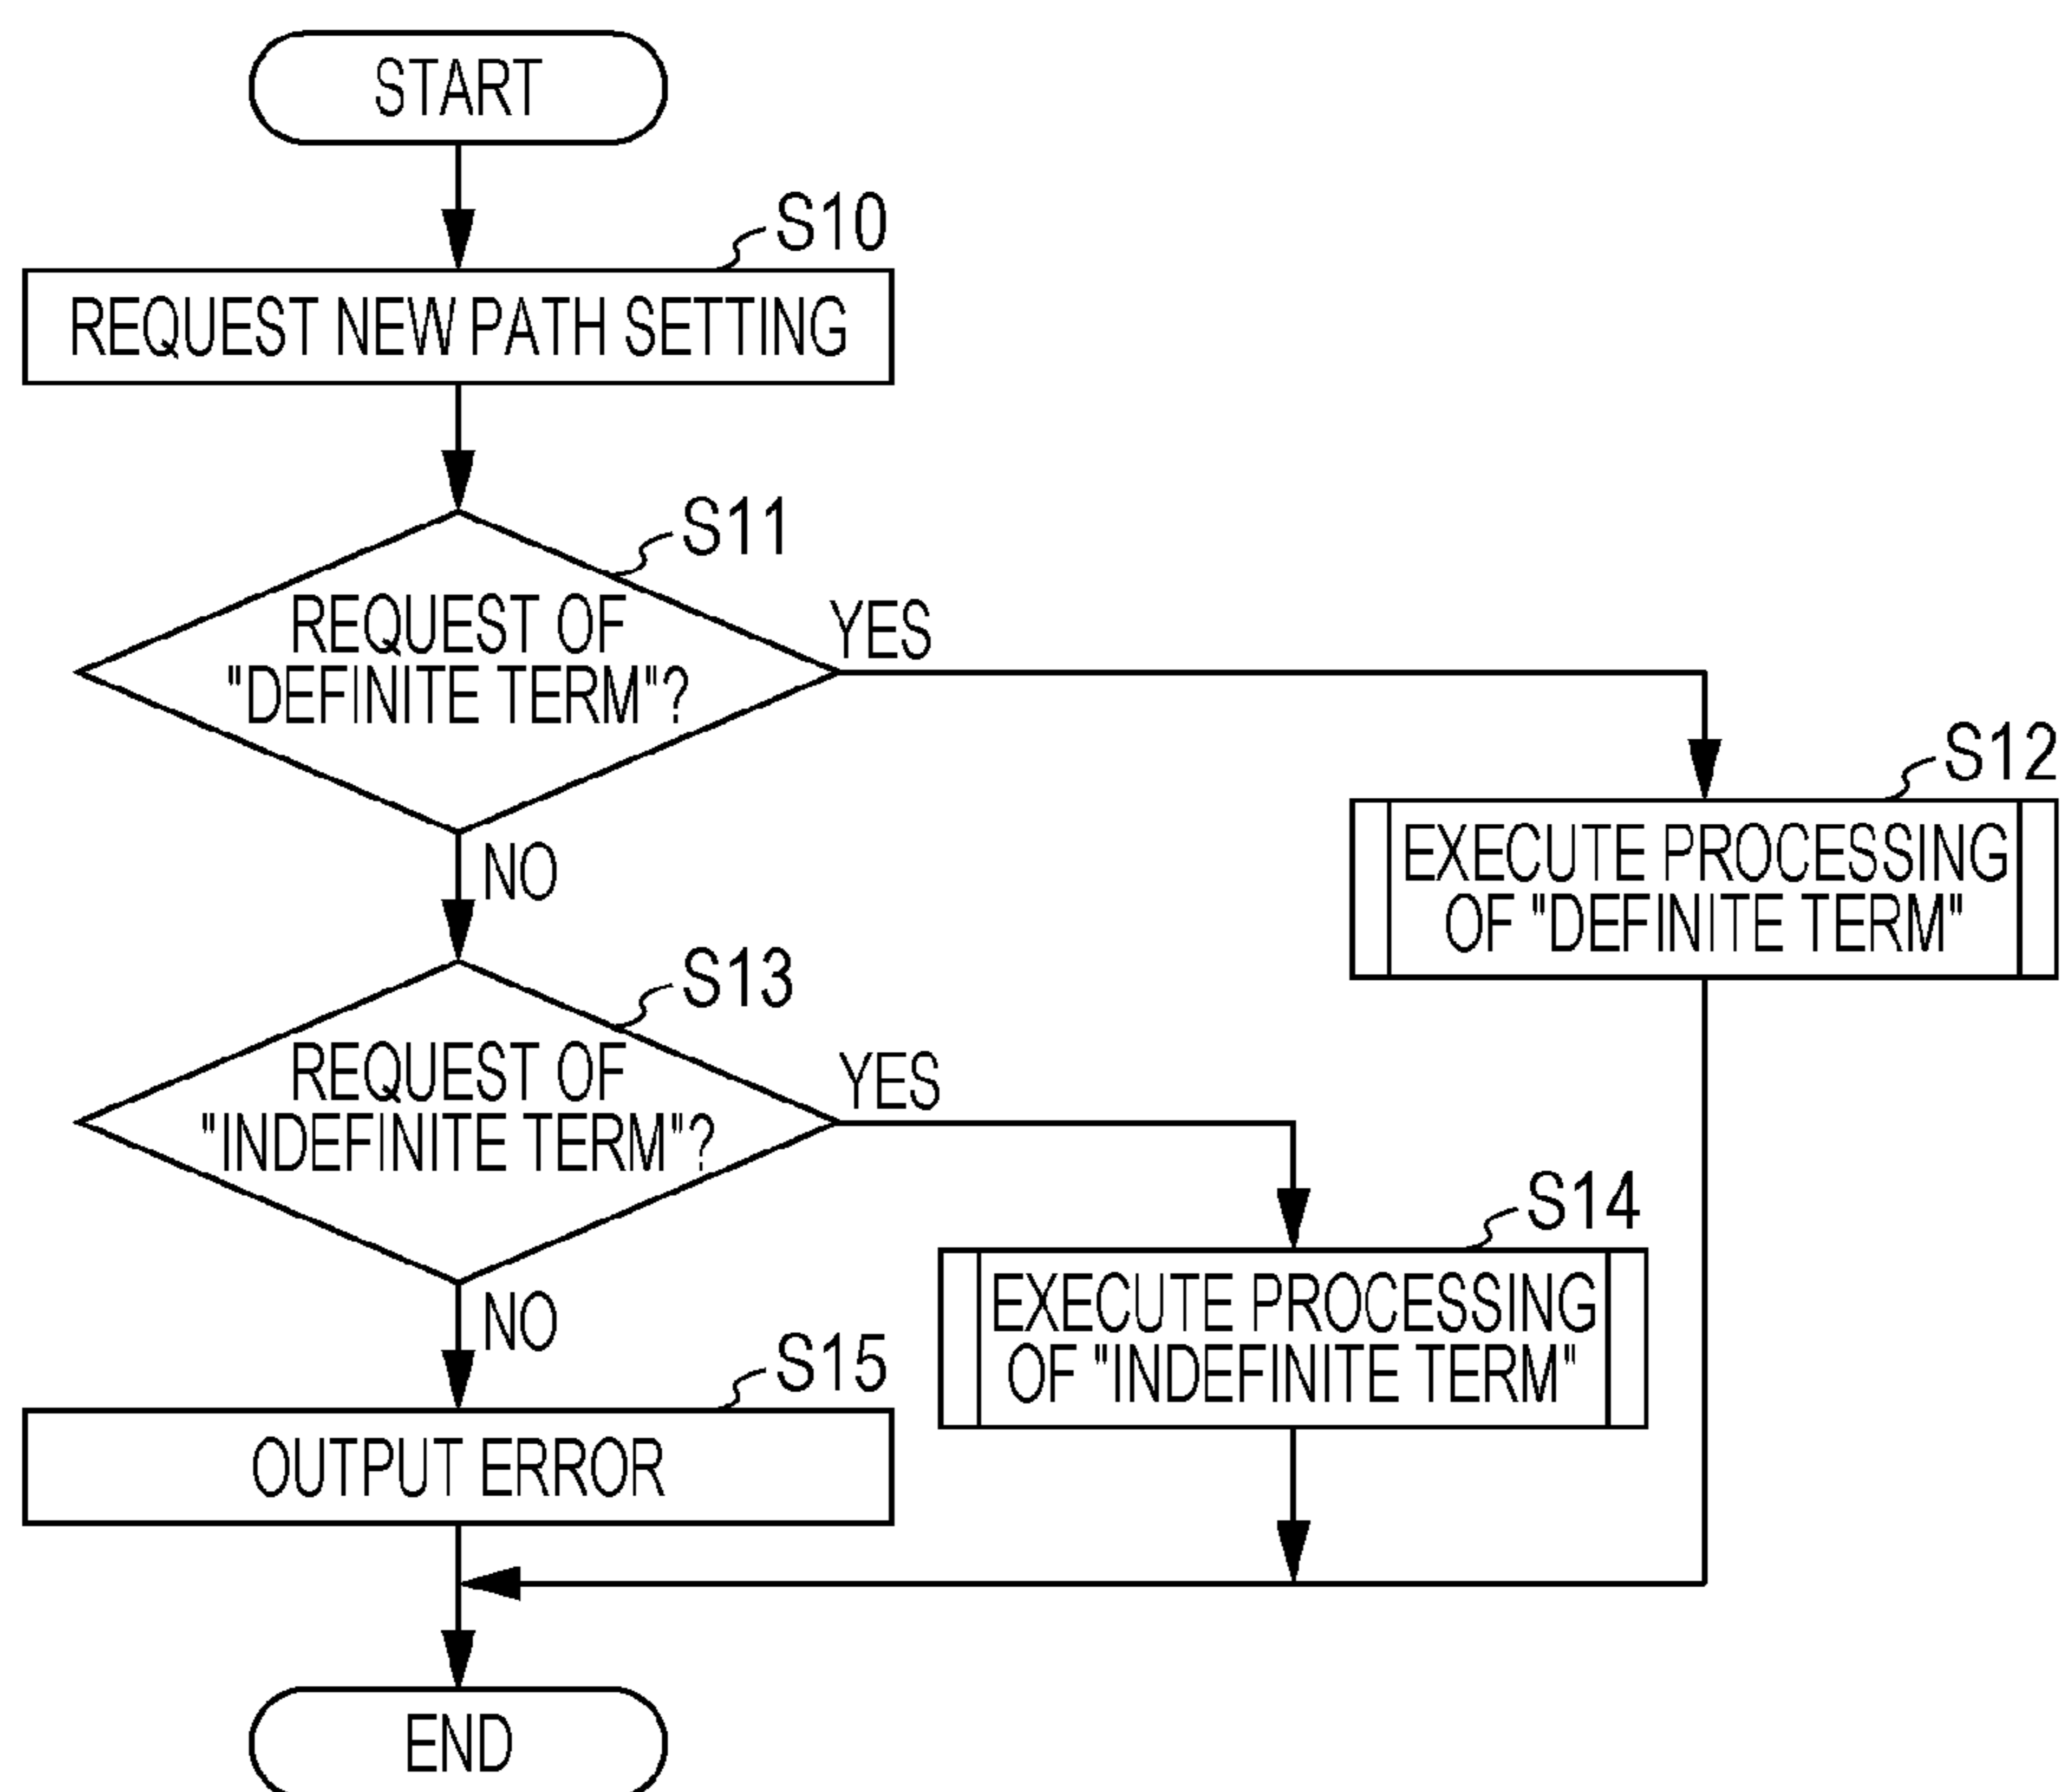 START
S10
REQUEST NEW PATH SETTING
S11
REQUEST OF
"DEFINITE TERM"?
YES
NO
S12
EXECUTE PROCESSING
OF "DEFINITE TERM"
S13
REQUEST OF
"INDEFINITE TERM"?
YES
NO
S14
EXECUTE PROCESSING
OF "INDEFINITE TERM"
S15
OUTPUT ERROR
END